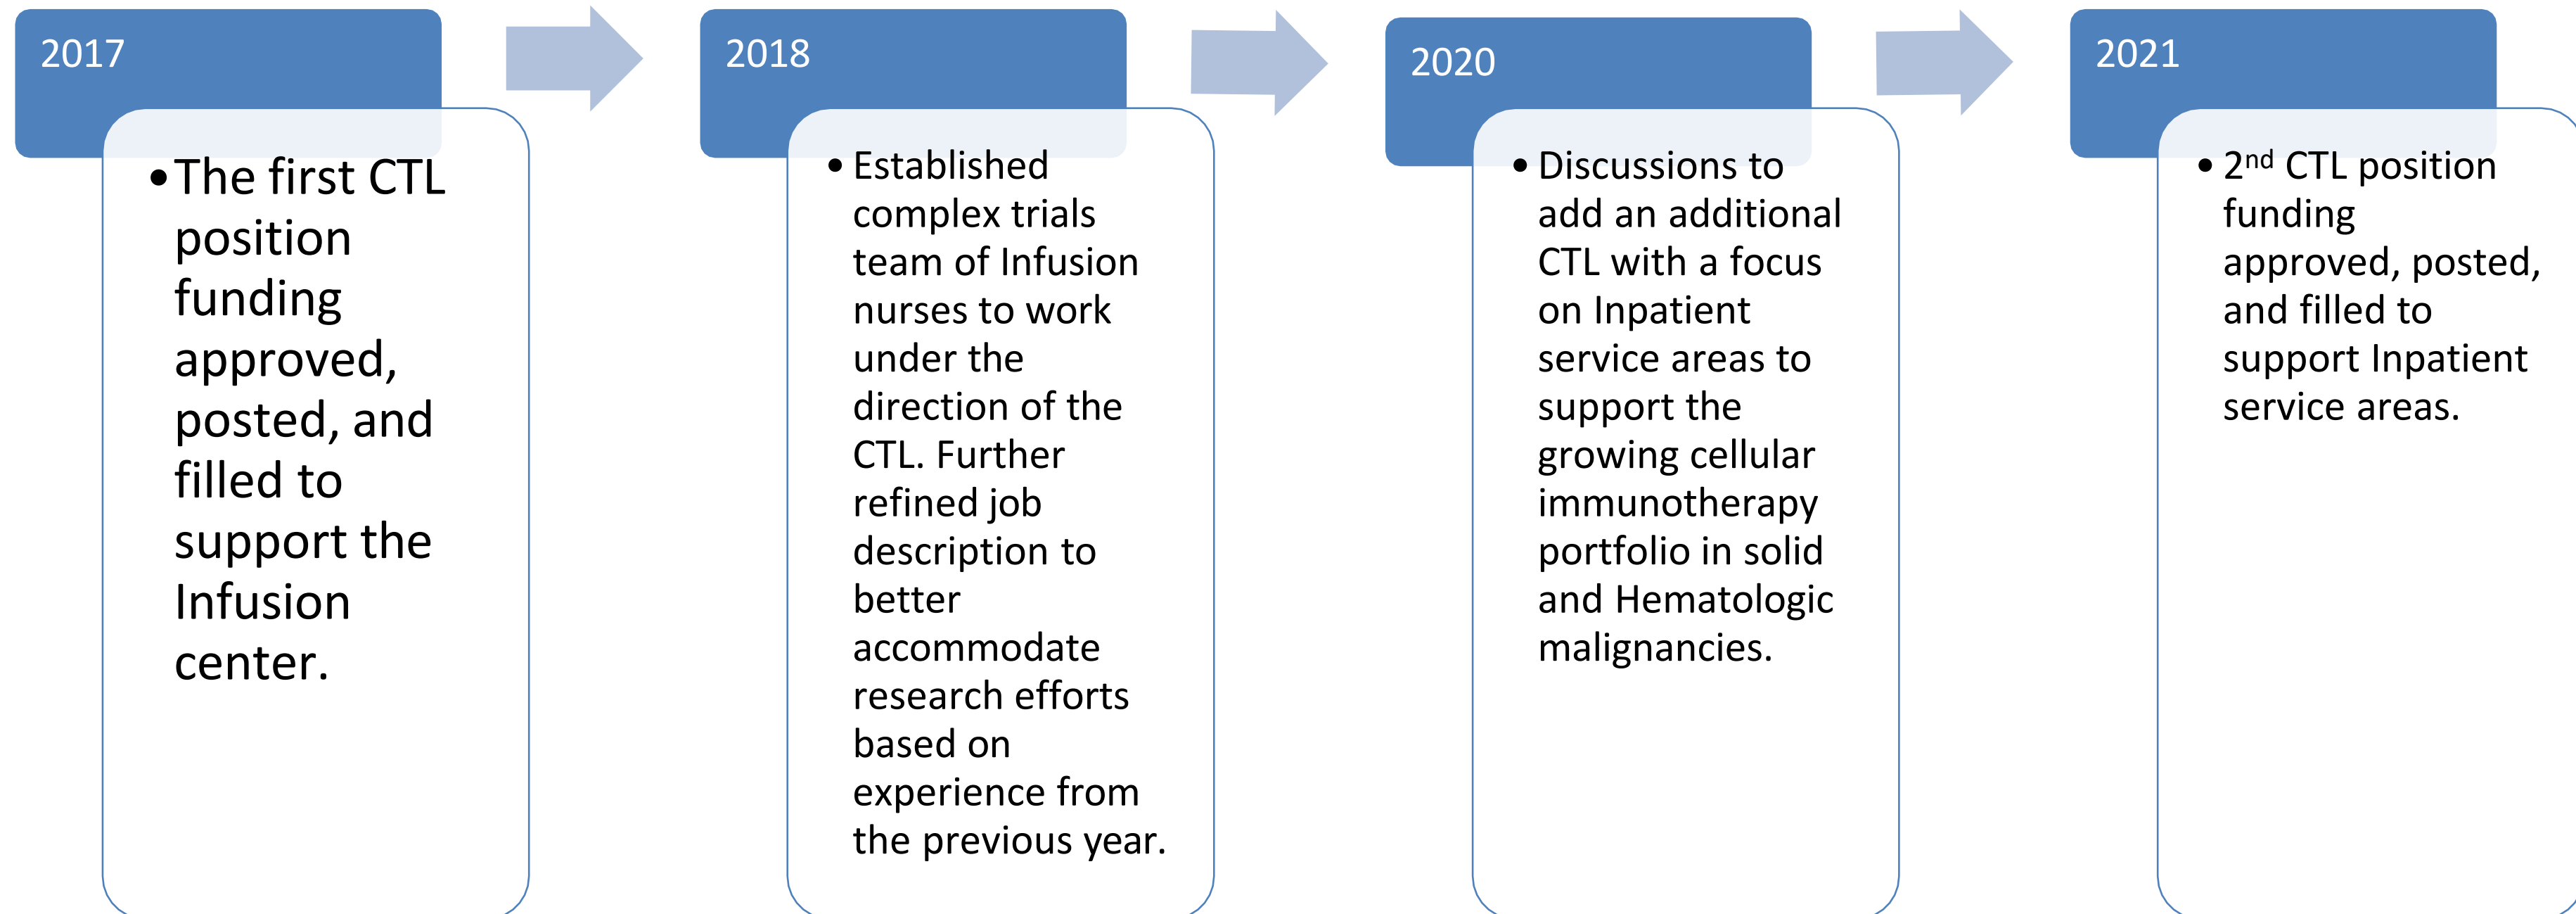 2017
•The first CTL
position
funding
approved,
posted, and
filled to
support the
Infusion
center.
2018
• Established
complex trials
team of Infusion
nurses to work
under the
direction of the
CTL. Further
refined job
description to
better
accommodate
research efforts
based on
experience from
the previous year.
2020
• Discussions to
add an additional
CTL with a focus
on Inpatient
service areas to
support the
growing cellular
immunotherapy
portfolio in solid
and Hematologic
malignancies.
2021
• 2nd CTL position
funding
approved, posted,
and filled to
support Inpatient
service areas.